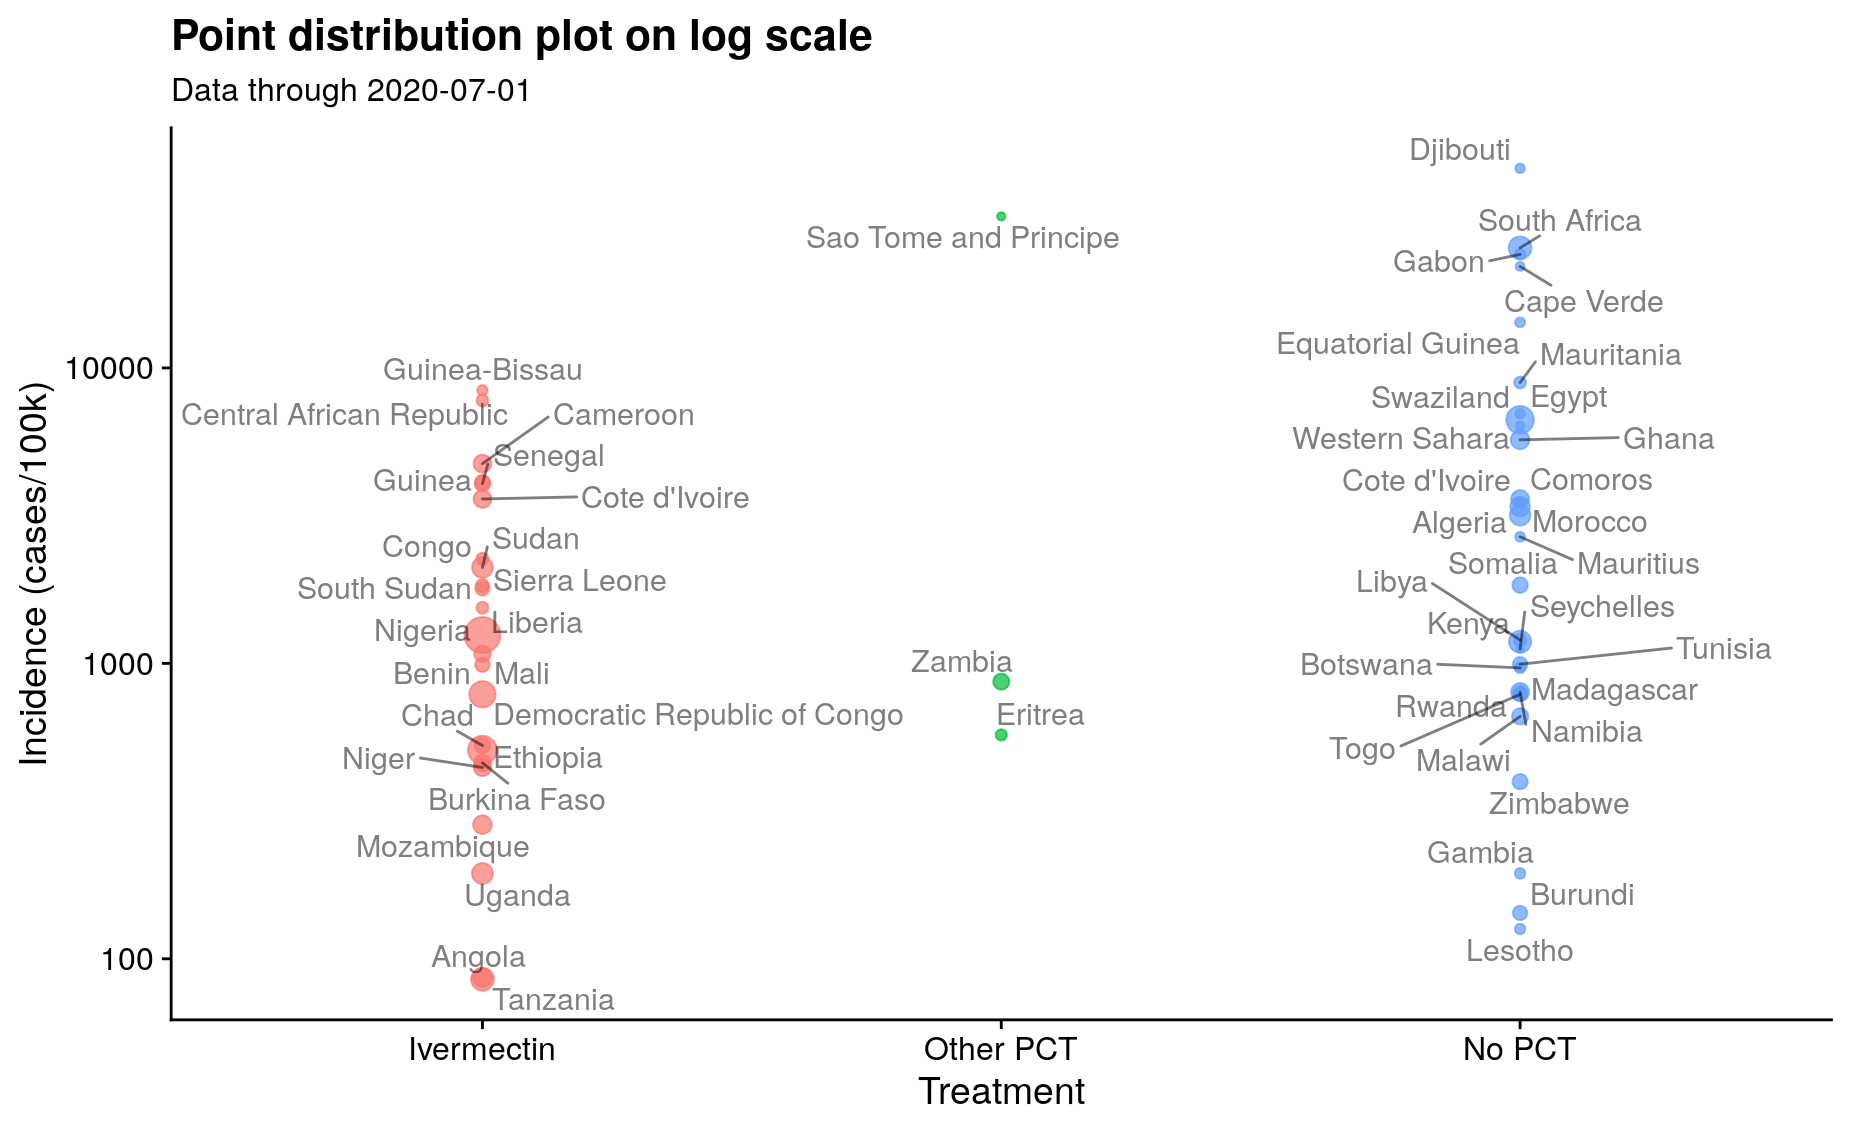 Point distribution plot on log scale
Data through 2020-07-01
Incidence (cases/100k)
10000
1000
100
Guinea-Bissau
Central African Republic
Cameroon
Senegal
Guinea
Cote d'Ivoire
Sudan
Congo
Sierra Leone
South Sudan
Liberia
Nigeria
Benin
Mali
Chad
Democratic Republic of Congo
Niger
Ethiopia
Burkina Faso
Mozambique
Uganda
Angola
Tanzania
Sao Tome and Principe
Zambia
Eritrea
Djibouti
South Africa
Gabon
Cape Verde
Equatorial Guinea
Mauritania
Swaziland
Egypt
Western Sahara
Ghana
Cote d'Ivoire
Comoros
Algeria
Morocco
Somalia
Mauritius
Libya
Seychelles
Kenya
Tunisia
Botswana
Madagascar
Rwanda
Namibia
Togo
Malawi
Zimbabwe
Gambia
Burundi
Lesotho
Ivermectin
Other PCT
No PCT
Treatment